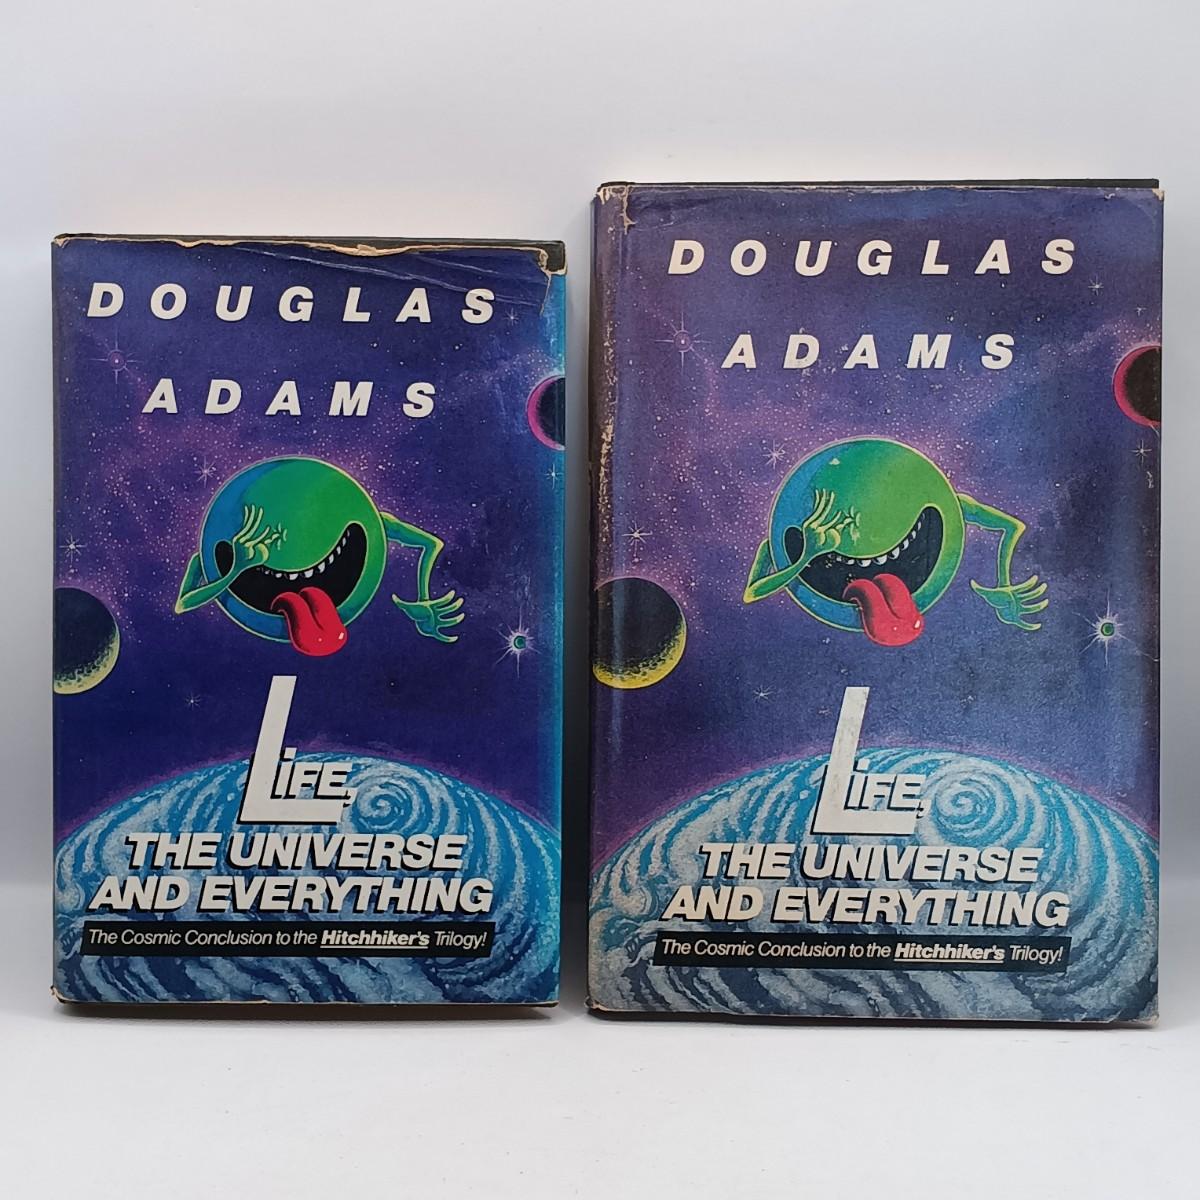 DOUGLAS
ADAMS
LIFE,
THE UNIVERSE
AND EVERYTHING
The Cosmic Conclusion to the Hitchhiker's Trilogy!
DOUGLAS
ADAMS
LIFE,
THE UNIVERSE
AND EVERYTHING
The Cosmic Conclusion to the Hitchhiker's Trilogy!